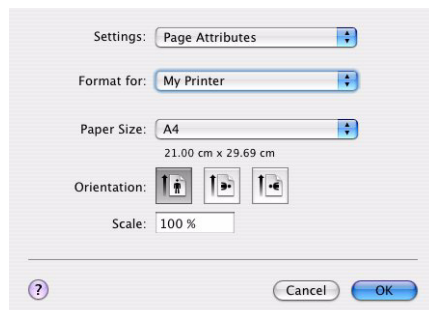 Settings: Page Attributes
Format for: My Printer
Paper Size: A4
21.00 cm x 29.69 cm
Orientation:
Scale: 100 %
? Cancel OK